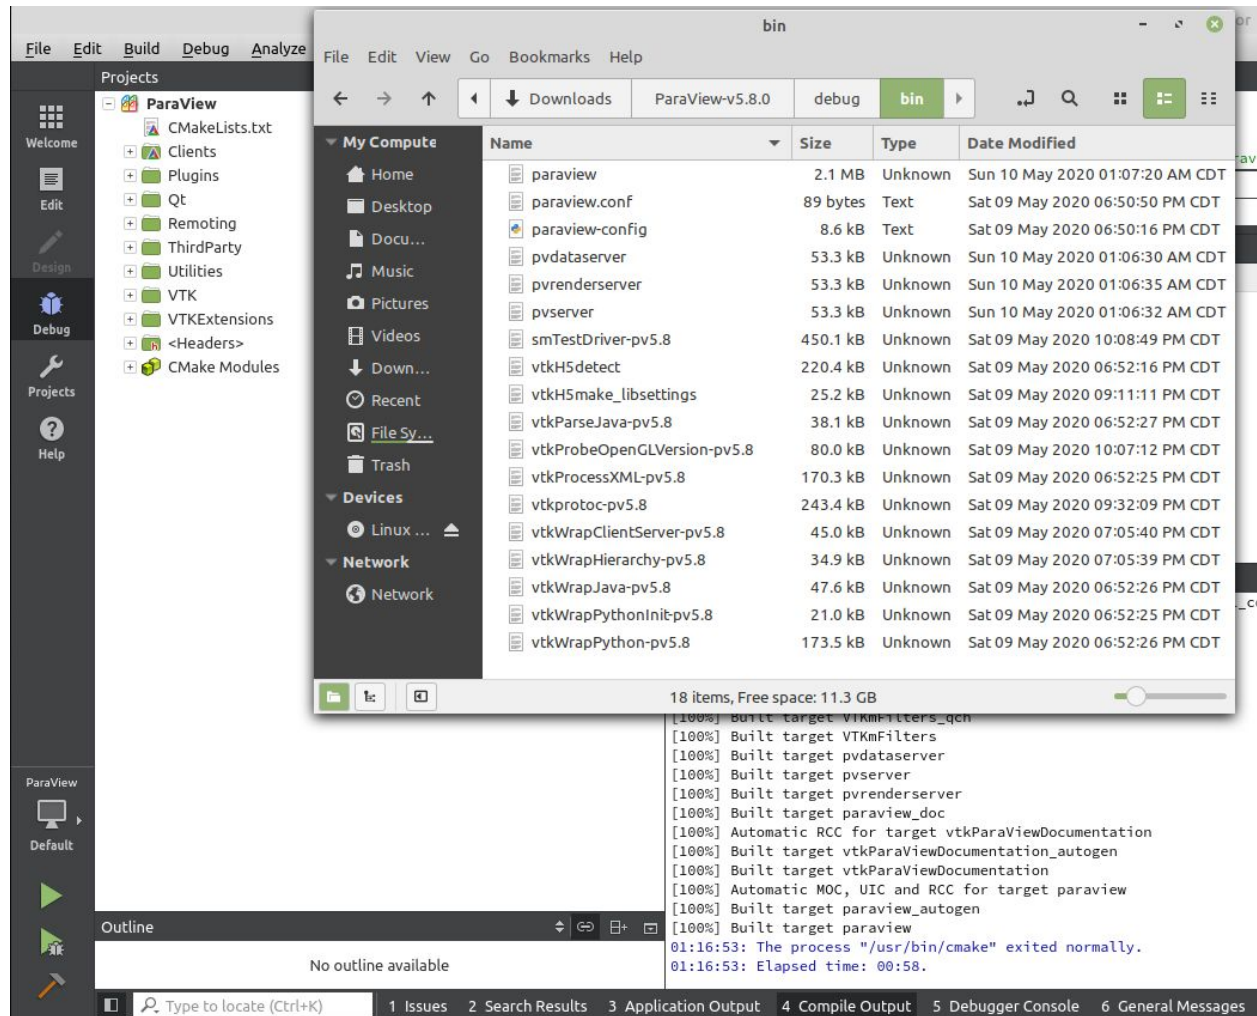 bin
or
File Edit Build Debug Analyze
File Edit View Go Bookmarks Help
Projects
Downloads ParaView-v5.8.0 debug bin
Welcome
Edit
Design
Debug
Projects
Help
ParaView
CMakeLists.txt
Clients
Plugins
Qt
Remoting
ThirdParty
Utilities
VTK
VTKExtensions
<Headers>
CMake Modules
My Compute
Home
Desktop
Docu...
Music
Pictures
Videos
Down...
Recent
File Sy...
Trash
Devices
Linux ...
Network
Network
Name Size Type Date Modified
paraview 2.1 MB Unknown Sun 10 May 2020 01:07:20 AM CDT
paraview.conf 89 bytes Text Sat 09 May 2020 06:50:50 PM CDT
paraview-config 8.6 kB Text Sat 09 May 2020 06:50:16 PM CDT
pvdataserver 53.3 kB Unknown Sun 10 May 2020 01:06:30 AM CDT
pvrenderserver 53.3 kB Unknown Sun 10 May 2020 01:06:35 AM CDT
pvserver 53.3 kB Unknown Sun 10 May 2020 01:06:32 AM CDT
smTestDriver-pv5.8 450.1 kB Unknown Sat 09 May 2020 10:08:49 PM CDT
vtkH5detect 220.4 kB Unknown Sat 09 May 2020 06:52:16 PM CDT
vtkH5make_libsettings 25.2 kB Unknown Sat 09 May 2020 09:11:11 PM CDT
vtkParseJava-pv5.8 38.1 kB Unknown Sat 09 May 2020 06:52:27 PM CDT
vtkProbeOpenGLVersion-pv5.8 80.0 kB Unknown Sat 09 May 2020 10:07:12 PM CDT
vtkProcessXML-pv5.8 170.3 kB Unknown Sat 09 May 2020 06:52:25 PM CDT
vtkprotoc-pv5.8 243.4 kB Unknown Sat 09 May 2020 09:32:09 PM CDT
vtkWrapClientServer-pv5.8 45.0 kB Unknown Sat 09 May 2020 07:05:40 PM CDT
vtkWrapHierarchy-pv5.8 34.9 kB Unknown Sat 09 May 2020 07:05:39 PM CDT
vtkWrapJava-pv5.8 47.6 kB Unknown Sat 09 May 2020 06:52:26 PM CDT
vtkWrapPythonInit-pv5.8 21.0 kB Unknown Sat 09 May 2020 06:52:25 PM CDT
vtkWrapPython-pv5.8 173.5 kB Unknown Sat 09 May 2020 06:52:26 PM CDT
18 items, Free space: 11.3 GB
[100%] Built target VTKmFilters_qch
[100%] Built target VTKmFilters
[100%] Built target pvdataserver
[100%] Built target pvserver
[100%] Built target pvrenderserver
[100%] Built target paraview_doc
[100%] Automatic RCC for target vtkParaViewDocumentation
[100%] Built target vtkParaViewDocumentation_autogen
[100%] Built target vtkParaViewDocumentation
[100%] Automatic MOC, UIC and RCC for target paraview
[100%] Built target paraview_autogen
[100%] Built target paraview
01:16:53: The process "/usr/bin/cmake" exited normally.
01:16:53: Elapsed time: 00:58.
ParaView
Default
Outline
No outline available
Type to locate (Ctrl+K) 1 Issues 2 Search Results 3 Application Output 4 Compile Output 5 Debugger Console 6 General Messages